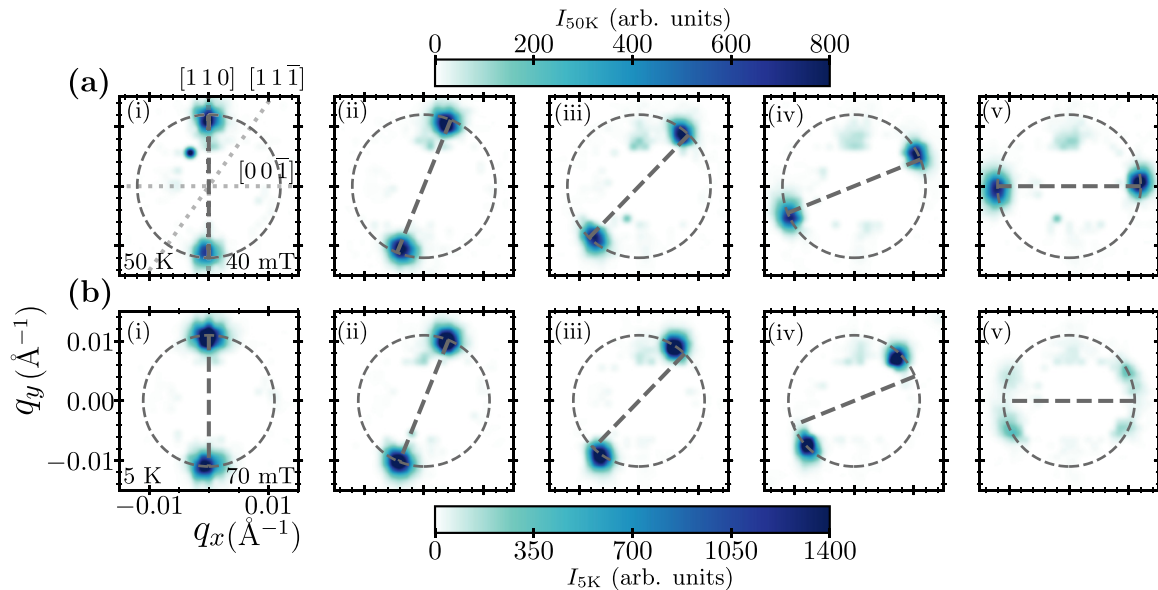 I50K (arb. units)
0 200 400 600 800
(a)
[1 1 0] [1 1 1̅]
(i) (ii) (iii) (iv) (v)
[0 0 1̅]
50 K 40 mT
(b)
(i) (ii) (iii) (iv) (v)
0.01
0.00
−0.01
qy(Å−1)
5 K 70 mT
−0.01 0.01
qx(Å−1)
0 350 700 1050 1400
I5K (arb. units)